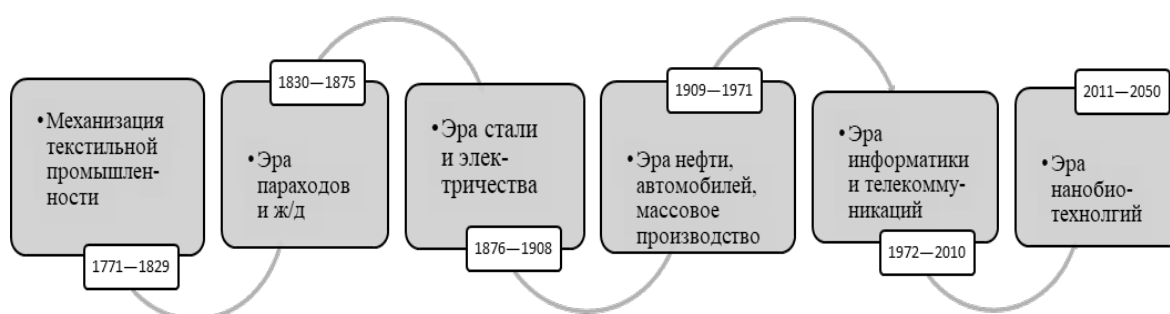 • Механизация
текстильной
промышлен-
ности
1771—1829
1830—1875
• Эра
параходов
и ж/д
• Эра стали
и элек-
тричества
1876—1908
1909—1971
• Эра нефти,
автомобилей,
массовое
производство
• Эра
информатики
и телекомму-
никаций
1972—2010
2011—2050
• Эра
нанобио-
технолгий